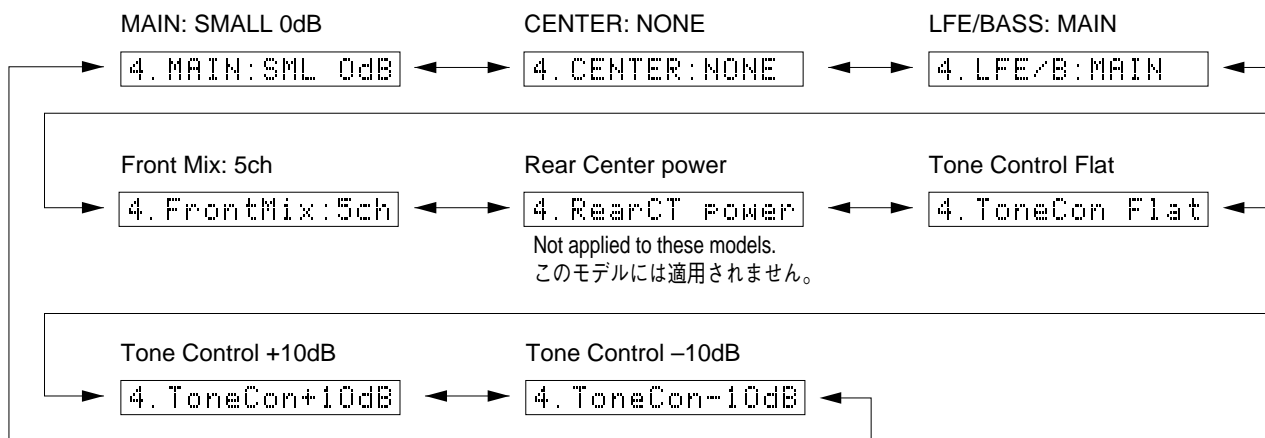 MAIN: SMALL 0dB
CENTER: NONE
LFE/BASS: MAIN
4.MAIN:SML 0dB
4.CENTER:NONE
4.LFE/B:MAIN
Front Mix: 5ch
Rear Center power
Tone Control Flat
4.FrontMix:5ch
4.RearCT power
4.ToneCon Flat
Not applied to these models.
このモデルには適用されません。
Tone Control +10dB
Tone Control –10dB
4.ToneCon+10dB
4.ToneCon-10dB